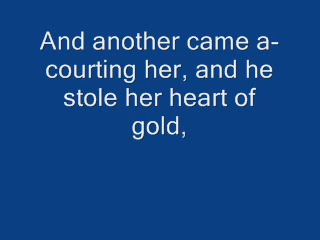 And another came a-
courting her, and he
stole her heart of
gold,